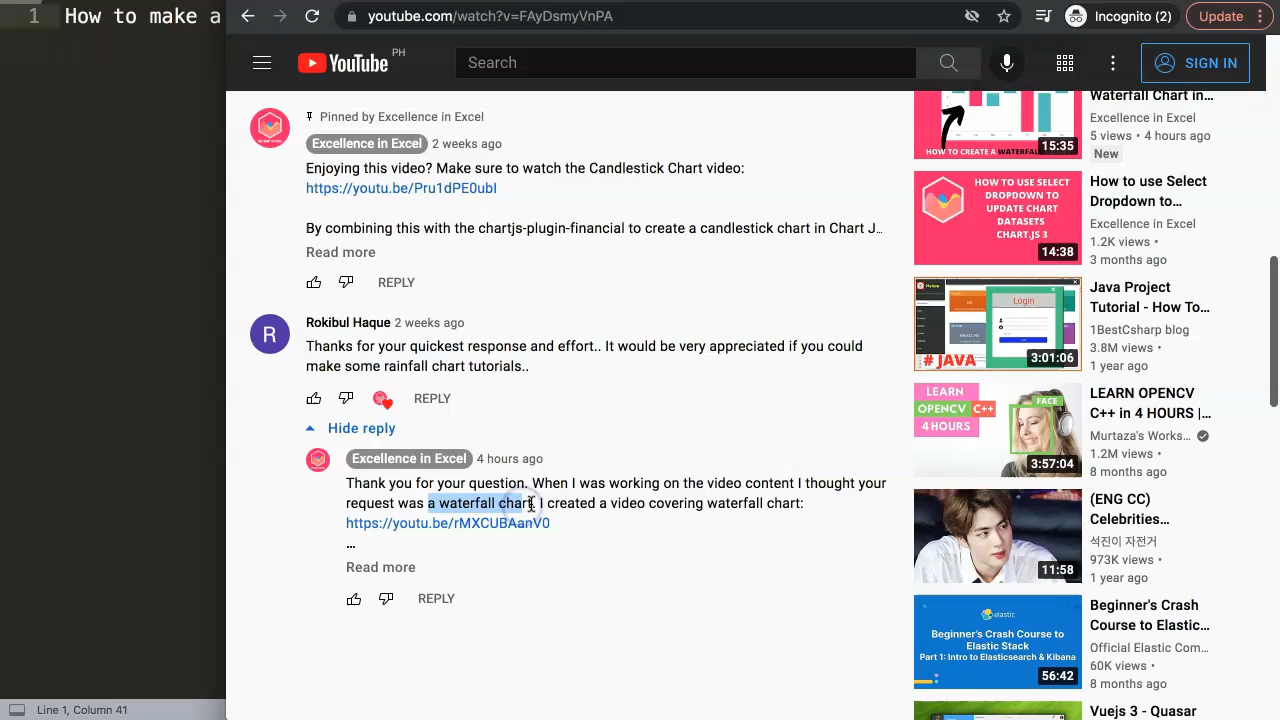 1 How to make a
youtube.com/watch?v=FAyDsmyVnPA
Incognito (2)
Update
YouTube PH
Search
SIGN IN
Pinned by Excellence in Excel
Excellence in Excel 2 weeks ago
Enjoying this video? Make sure to watch the Candlestick Chart video:
https://youtu.be/Pru1dPE0ubI
By combining this with the chartjs-plugin-financial to create a candlestick chart in Chart J...
Read more
REPLY
R
Rokibul Haque 2 weeks ago
Thanks for your quickest response and effort.. It would be very appreciated if you could
make some rainfall chart tutorials..
REPLY
Hide reply
Excellence in Excel 4 hours ago
Thank you for your question. When I was working on the video content I thought your
request was a waterfall chart. I created a video covering waterfall chart:
https://youtu.be/rMXCUBAanV0
...
Read more
REPLY
HOW TO CREATE A WATERFALL
15:35
Waterfall Chart in...
Excellence in Excel
5 views • 4 hours ago
New
HOW TO USE SELECT
DROPDOWN TO
UPDATE CHART
DATASETS
CHART.JS 3
14:38
How to use Select
Dropdown to...
Excellence in Excel
1.2K views •
3 months ago
Login
# JAVA
3:01:06
Java Project
Tutorial - How To...
1BestCsharp blog
3.8M views •
1 year ago
LEARN
OPENCV C++
4 HOURS
FACE
3:57:04
LEARN OPENCV
C++ in 4 HOURS |...
Murtaza's Works...
1.2M views •
8 months ago
11:58
(ENG CC)
Celebrities...
석진이 자전거
973K views •
1 year ago
elastic
Beginner's Crash Course to
Elastic Stack
Part 1: Intro to Elasticsearch & Kibana
56:42
Beginner's Crash
Course to Elastic...
Official Elastic Com...
60K views •
8 months ago
Vuejs 3 - Quasar
Line 1, Column 41